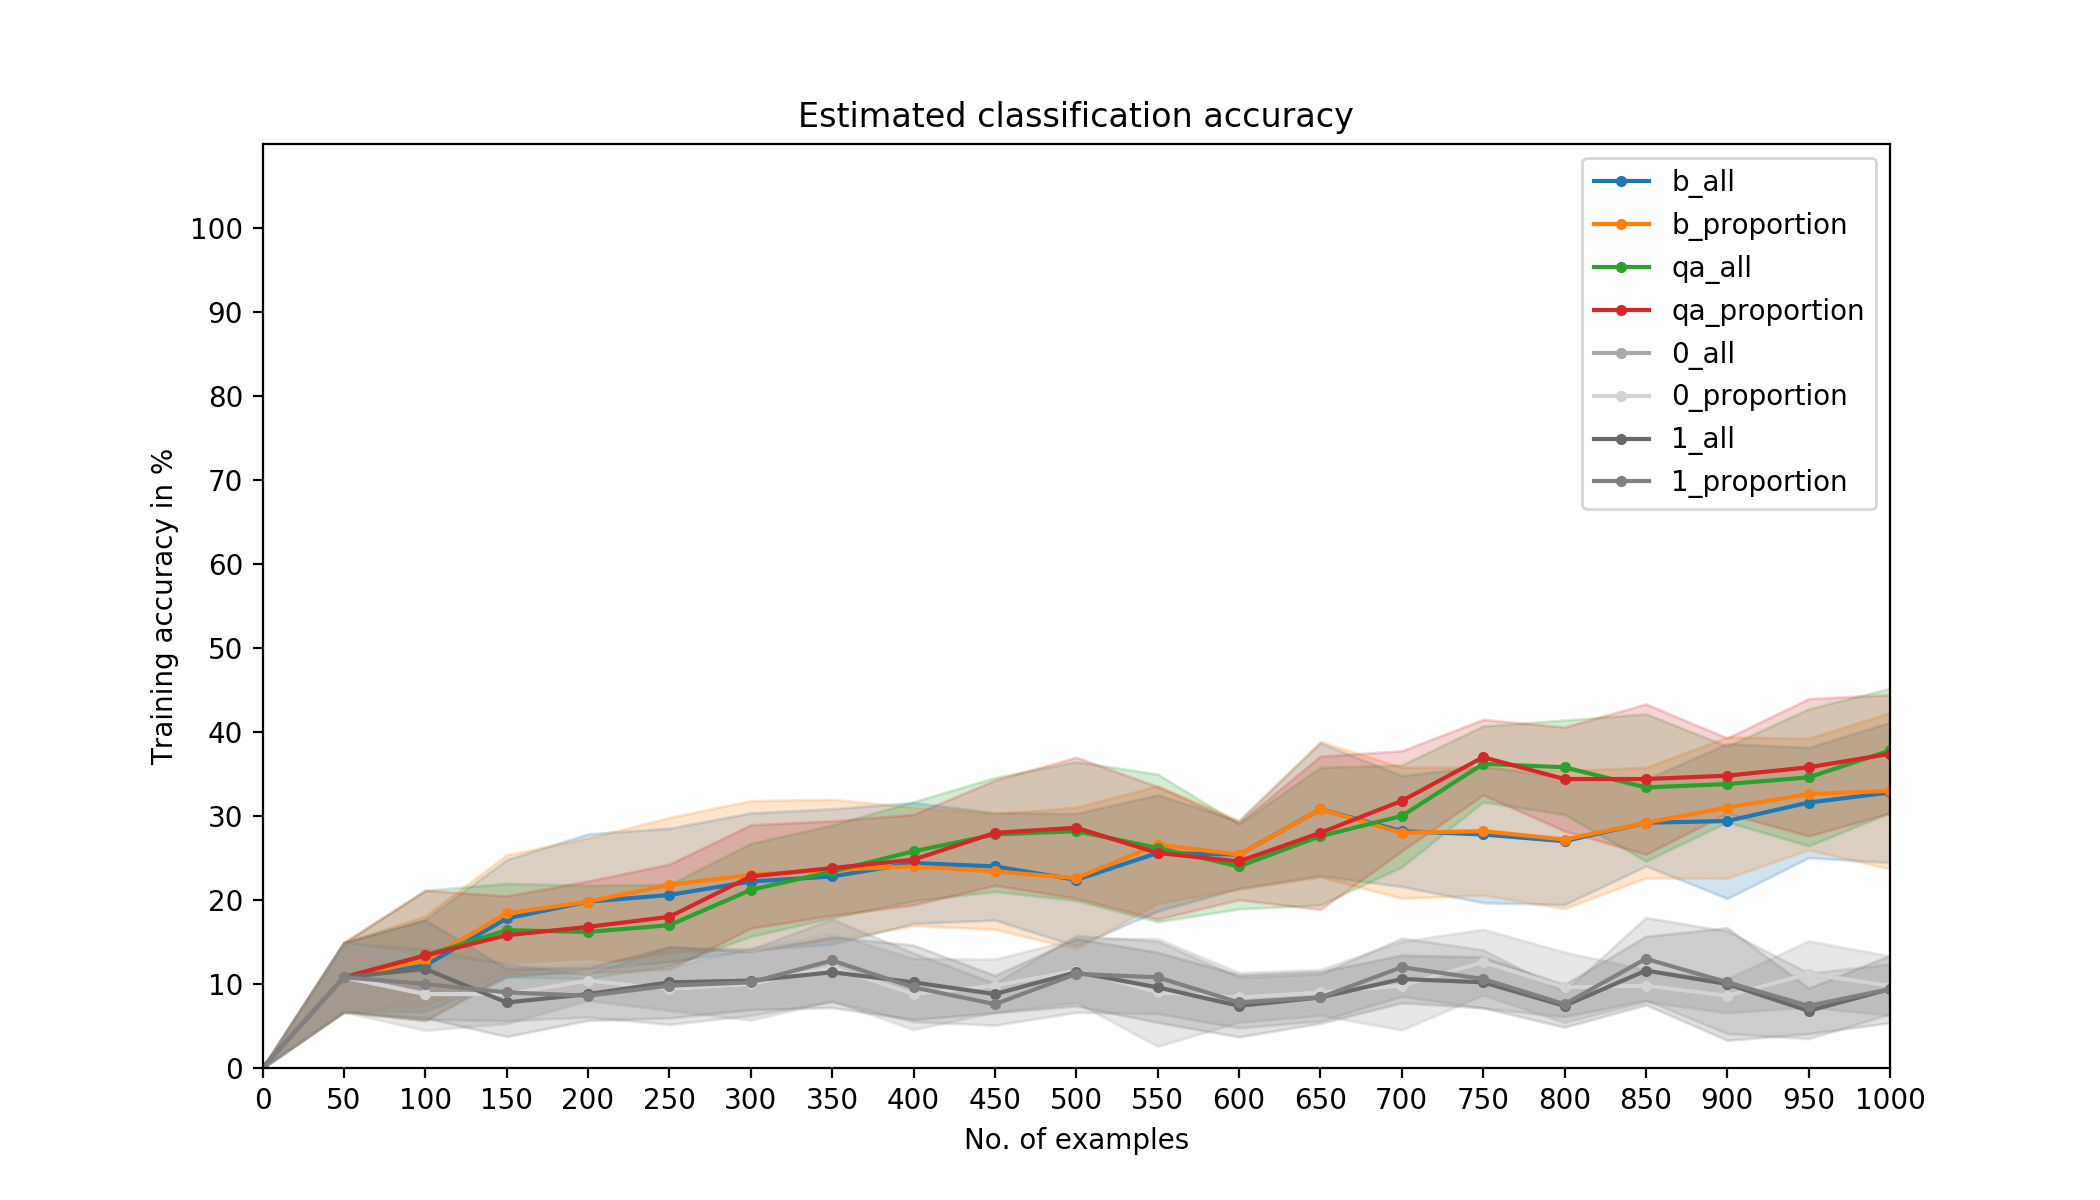 Estimated classification accuracy
b_all
b_proportion
qa_all
qa_proportion
0_all
0_proportion
1_all
1_proportion
Training accuracy in %
100
90
80
70
60
50
40
30
20
10
0
0 50 100 150 200 250 300 350 400 450 500 550 600 650 700 750 800 850 900 950 1000
No. of examples